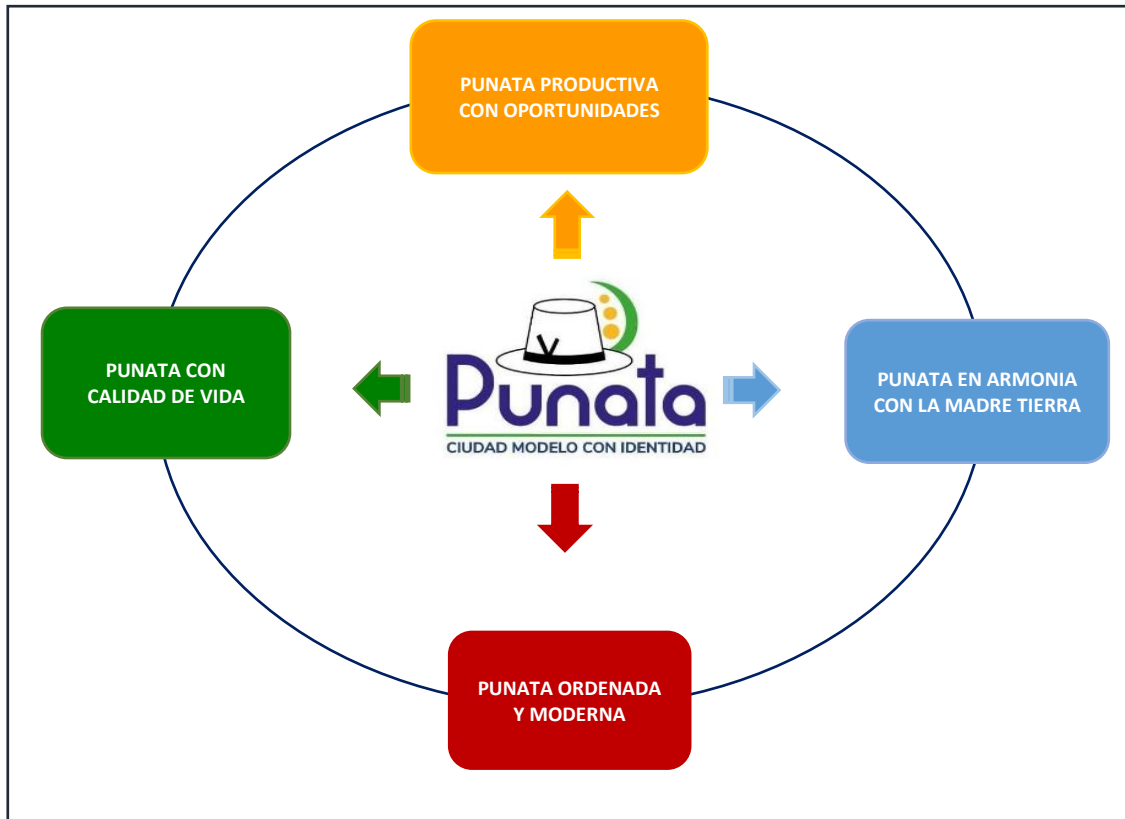 PUNATA PRODUCTIVA
CON OPORTUNIDADES
PUNATA CON
CALIDAD DE VIDA
Punata
CIUDAD MODELO CON IDENTIDAD
PUNATA EN ARMONIA
CON LA MADRE TIERRA
PUNATA ORDENADA
Y MODERNA